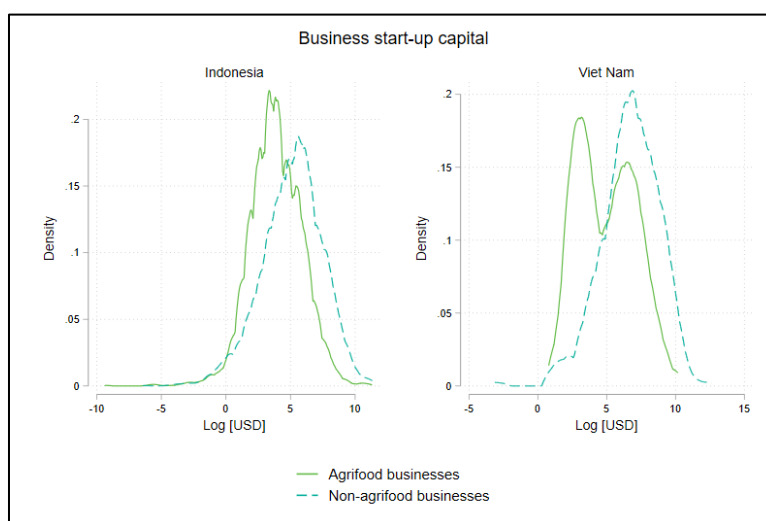 Business start-up capital
Indonesia
Viet Nam
Density
.2
.15
.1
.05
0
-10
-5
0
5
10
Log [USD]
Density
.2
.15
.1
.05
0
-5
0
5
10
15
Log [USD]
Agrifood businesses
Non-agrifood businesses